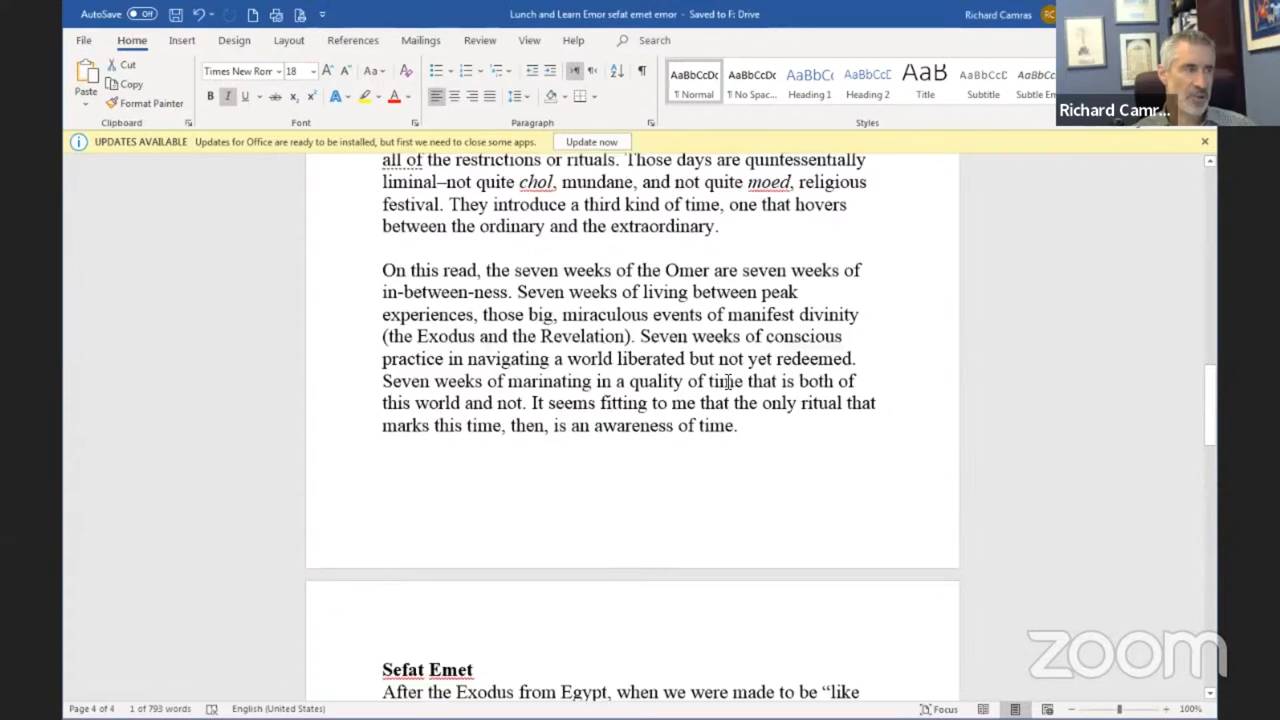 AutoSave Off
Lunch and Learn Emor sefat emet emor - Saved to F: Drive
Richard Camras
RC
File Home Insert Design Layout References Mailings Review View Help Search
Paste
Cut
Copy
Format Painter
Clipboard
Times New Rom 18
Font
Paragraph
AaBbCcDc AaBbCcDc AaBbCc AaBbCcD AaB AaBbCcD AaBbCcDc
¶ Normal ¶ No Spac... Heading 1 Heading 2 Title Subtitle Subtle Em
Styles
Richard Camr...
UPDATES AVAILABLE Updates for Office are ready to be installed, but first we need to close some apps. Update now
all of the restrictions or rituals. Those days are quintessentially
liminal–not quite chol, mundane, and not quite moed, religious
festival. They introduce a third kind of time, one that hovers
between the ordinary and the extraordinary.
On this read, the seven weeks of the Omer are seven weeks of
in-between-ness. Seven weeks of living between peak
experiences, those big, miraculous events of manifest divinity
(the Exodus and the Revelation). Seven weeks of conscious
practice in navigating a world liberated but not yet redeemed.
Seven weeks of marinating in a quality of time that is both of
this world and not. It seems fitting to me that the only ritual that
marks this time, then, is an awareness of time.
Sefat Emet
After the Exodus from Egypt, when we were made to be “like
zoom
Page 4 of 4 1 of 793 words English (United States) Focus 100%